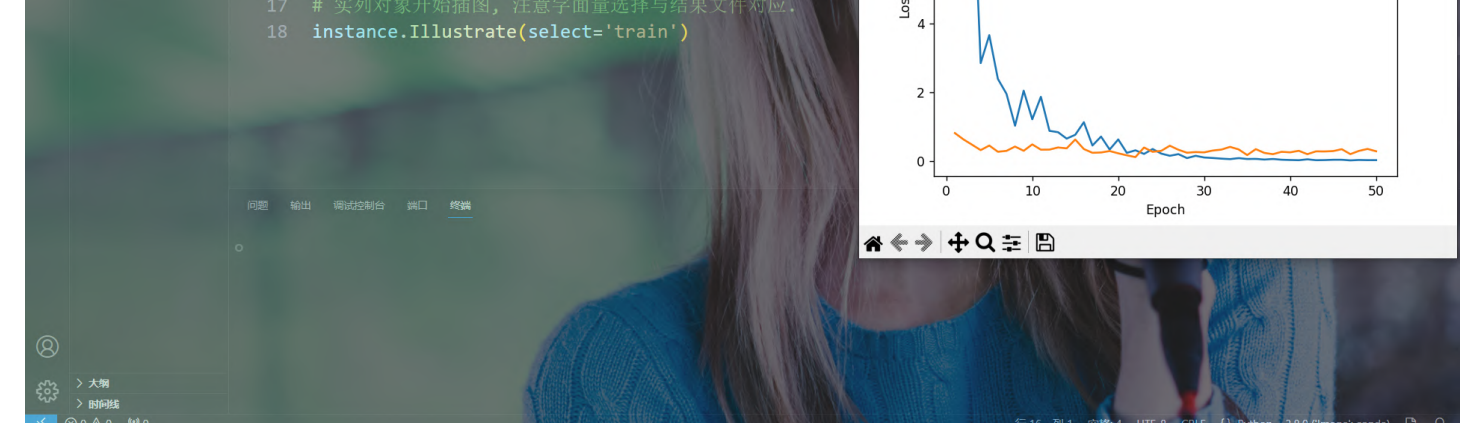 17 # 实列对象开始插图, 注意字面量选择与结果文件对应.
18 instance.Illustrate(select='train')
问题 输出 调试控制台 端口 终端
大纲
时间线
Los
4
2
0
0 10 20 30 40 50
Epoch